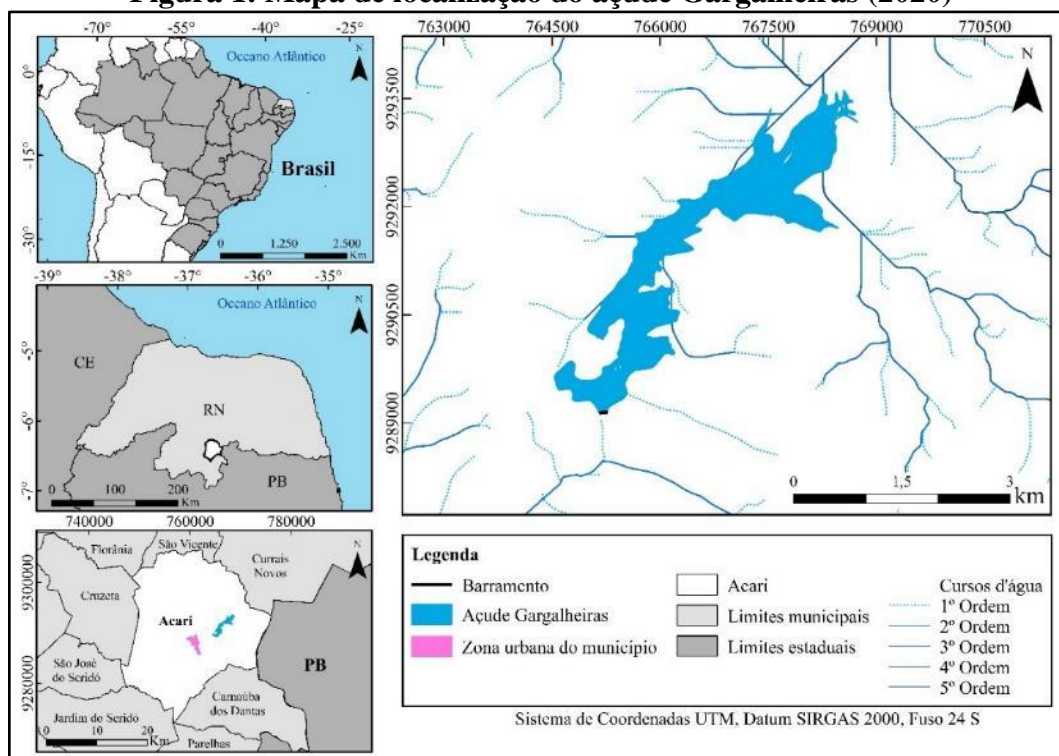 Figura 1: Mapa de localização do açude Gargalheiras (2020)
-70° -55° -40° -25°
Oceano Atlântico
N
0°
-15°
-30°
Brasil
0 1.250 2.500
Km
-39° -38° -37° -36° -35°
Oceano Atlântico
N
-5°
-6°
-7°
CE
RN
PB
0 100 200
Km
740000 760000 780000
Florânia
São Vicente
Currais
Novos
N
9300000
9280000
Cruzeta
Acari
São José
do Seridó
PB
Carnaúba
dos Dantas
Jardim do Seridó
Parelhas
0 10 20
Km
763000 764500 766000 767500 769000 770500
N
9293500
9292000
9290500
9289000
0 1,5 3
km
Legenda
Barramento
Açude Gargalheiras
Zona urbana do município
Acari
Limites municipais
Limites estaduais
Cursos d'água
1º Ordem
2º Ordem
3º Ordem
4º Ordem
5º Ordem
Sistema de Coordenadas UTM, Datum SIRGAS 2000, Fuso 24 S